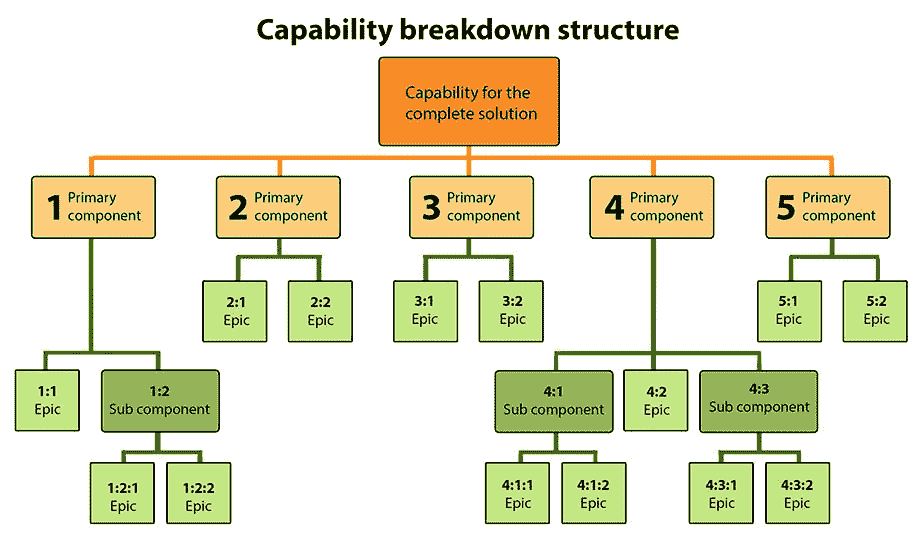 Capability breakdown structure
Capability for the
complete solution
1 Primary
component
2 Primary
component
3 Primary
component
4 Primary
component
5 Primary
component
2:1
Epic
2:2
Epic
3:1
Epic
3:2
Epic
5:1
Epic
5:2
Epic
1:1
Epic
1:2
Sub component
4:1
Sub component
4:2
Epic
4:3
Sub component
1:2:1
Epic
1:2:2
Epic
4:1:1
Epic
4:1:2
Epic
4:3:1
Epic
4:3:2
Epic